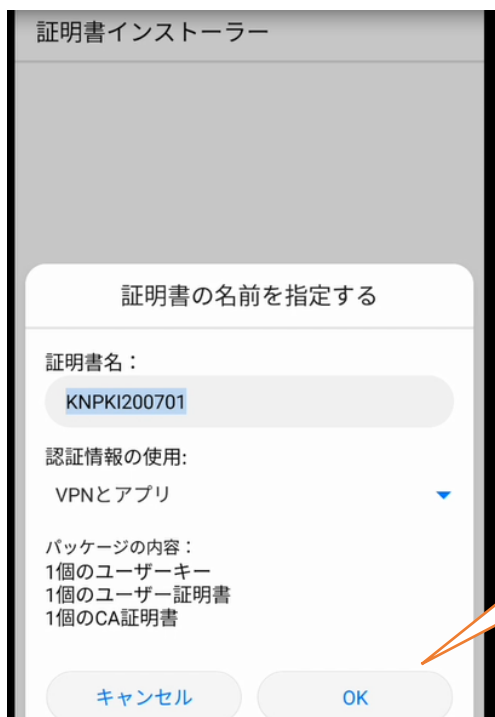 証明書インストーラー
証明書の名前を指定する
証明書名：
KNPKI200701
認証情報の使用:
VPNとアプリ
パッケージの内容：
1個のユーザーキー
1個のユーザー証明書
1個のCA証明書
キャンセル
OK